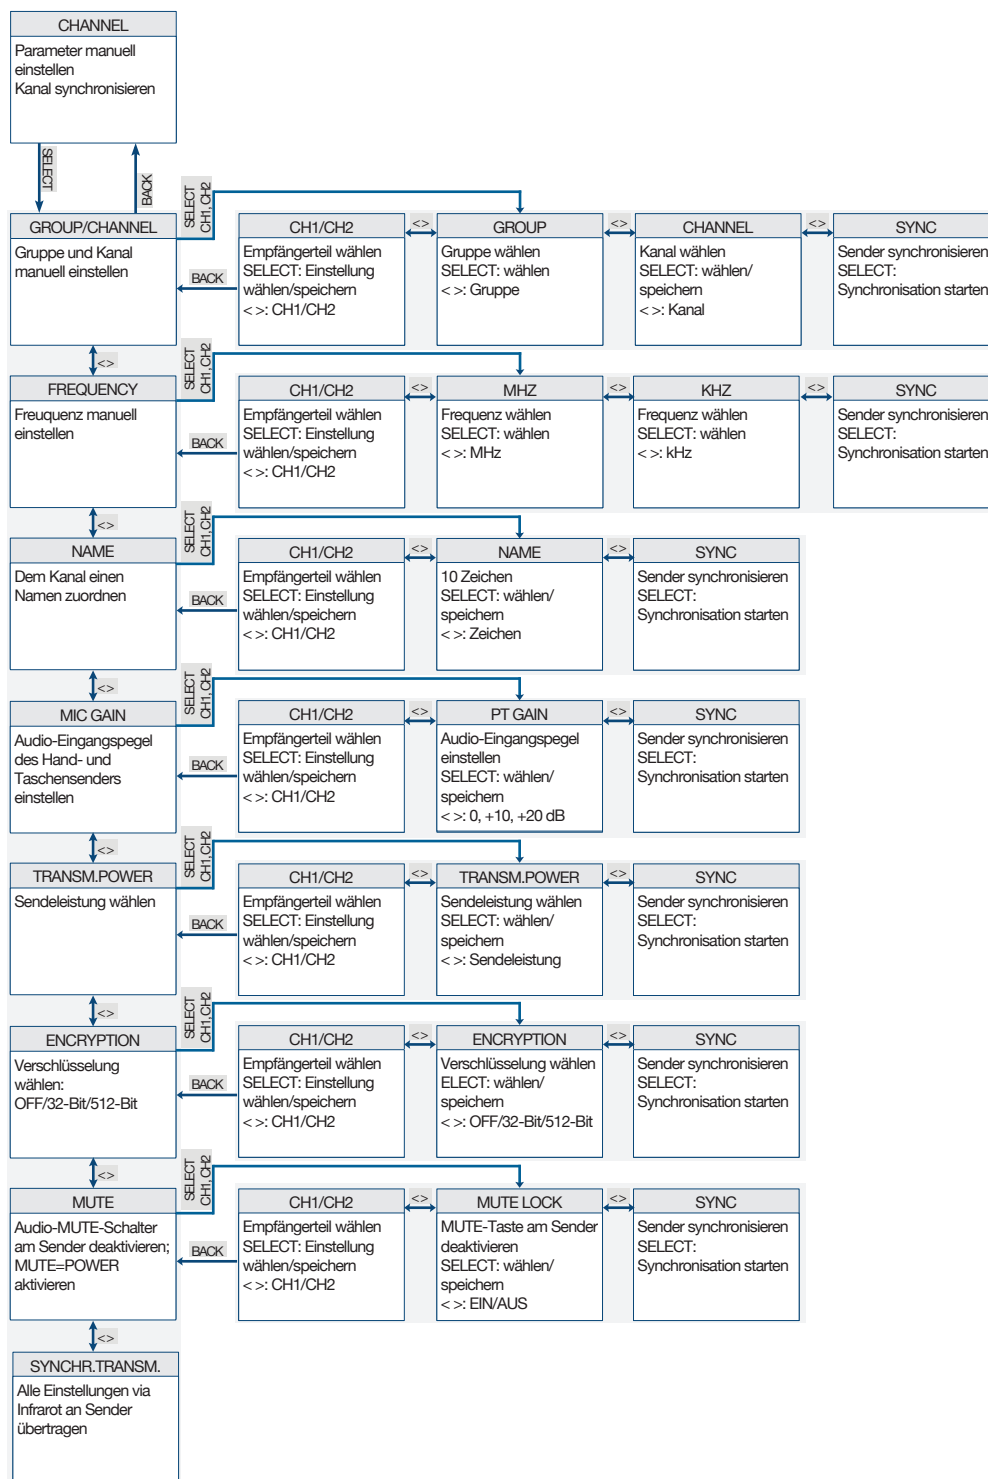 CHANNEL
Parameter manuell
einstellen
Kanal synchronisieren
SELECT
BACK
SELECT
CH1, CH2
GROUP/CHANNEL
Gruppe und Kanal
manuell einstellen
BACK
CH1/CH2
Empfängerteil wählen
SELECT: Einstellung
wählen/speichern
< >: CH1/CH2
<>
GROUP
Gruppe wählen
SELECT: wählen
< >: Gruppe
<>
CHANNEL
Kanal wählen
SELECT: wählen/
speichern
< >: Kanal
<>
SYNC
Sender synchronisieren
SELECT:
Synchronisation starten
<>
SELECT
CH1, CH2
FREQUENCY
Freuquenz manuell
einstellen
BACK
CH1/CH2
Empfängerteil wählen
SELECT: Einstellung
wählen/speichern
< >: CH1/CH2
<>
MHZ
Frequenz wählen
SELECT: wählen
< >: MHz
<>
KHZ
Frequenz wählen
SELECT: wählen
< >: kHz
<>
SYNC
Sender synchronisieren
SELECT:
Synchronisation starten
<>
SELECT
CH1, CH2
NAME
Dem Kanal einen
Namen zuordnen
BACK
CH1/CH2
Empfängerteil wählen
SELECT: Einstellung
wählen/speichern
< >: CH1/CH2
<>
NAME
10 Zeichen
SELECT: wählen/
speichern
< >: Zeichen
<>
SYNC
Sender synchronisieren
SELECT:
Synchronisation starten
<>
SELECT
CH1, CH2
MIC GAIN
Audio-Eingangspegel
des Hand- und
Taschensenders
einstellen
BACK
CH1/CH2
Empfängerteil wählen
SELECT: Einstellung
wählen/speichern
< >: CH1/CH2
<>
PT GAIN
Audio-Eingangspegel
einstellen
SELECT: wählen/
speichern
< >: 0, +10, +20 dB
<>
SYNC
Sender synchronisieren
SELECT:
Synchronisation starten
<>
SELECT
CH1, CH2
TRANSM.POWER
Sendeleistung wählen
BACK
CH1/CH2
Empfängerteil wählen
SELECT: Einstellung
wählen/speichern
< >: CH1/CH2
<>
TRANSM.POWER
Sendeleistung wählen
SELECT: wählen/
speichern
< >: Sendeleistung
<>
SYNC
Sender synchronisieren
SELECT:
Synchronisation starten
<>
SELECT
CH1, CH2
ENCRYPTION
Verschlüsselung
wählen:
OFF/32-Bit/512-Bit
BACK
CH1/CH2
Empfängerteil wählen
SELECT: Einstellung
wählen/speichern
< >: CH1/CH2
<>
ENCRYPTION
Verschlüsselung wählen
ELECT: wählen/
speichern
< >: OFF/32-Bit/512-Bit
<>
SYNC
Sender synchronisieren
SELECT:
Synchronisation starten
<>
SELECT
CH1, CH2
MUTE
Audio-MUTE-Schalter
am Sender deaktivieren;
MUTE=POWER
aktivieren
BACK
CH1/CH2
Empfängerteil wählen
SELECT: Einstellung
wählen/speichern
< >: CH1/CH2
<>
MUTE LOCK
MUTE-Taste am Sender
deaktivieren
SELECT: wählen/
speichern
< >: EIN/AUS
<>
SYNC
Sender synchronisieren
SELECT:
Synchronisation starten
<>
SYNCHR.TRANSM.
Alle Einstellungen via
Infrarot an Sender
übertragen